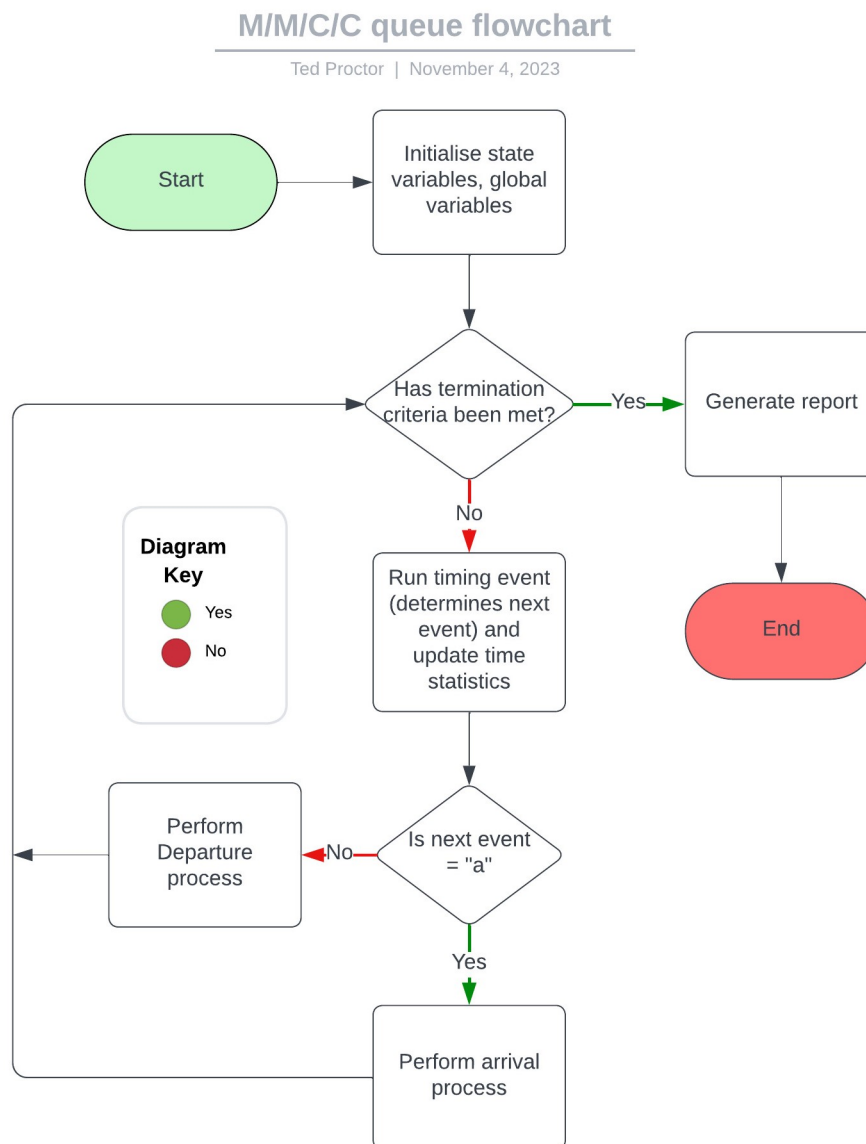 M/M/C/C queue flowchart
Ted Proctor | November 4, 2023
Start
Initialise state
variables, global
variables
Has termination
criteria been met?
Yes
Generate report
No
Diagram
Key
Yes
No
Run timing event
(determines next
event) and
update time
statistics
End
Perform
Departure
process
No
Is next event
= "a"
Yes
Perform arrival
process